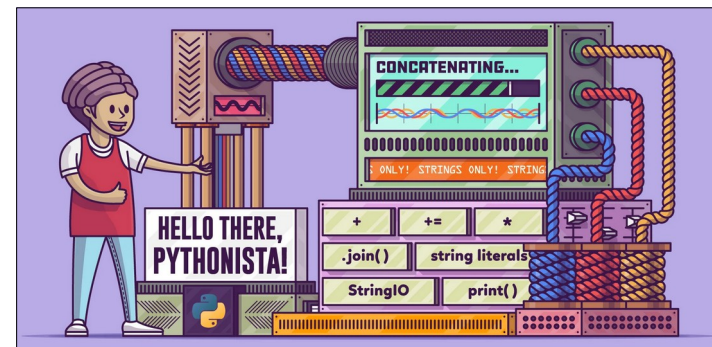 CONCATENATING...
S ONLY! STRINGS ONLY! STRING
HELLO THERE,
PYTHONISTA!
+ += *
.join() string literals
StringIO print()